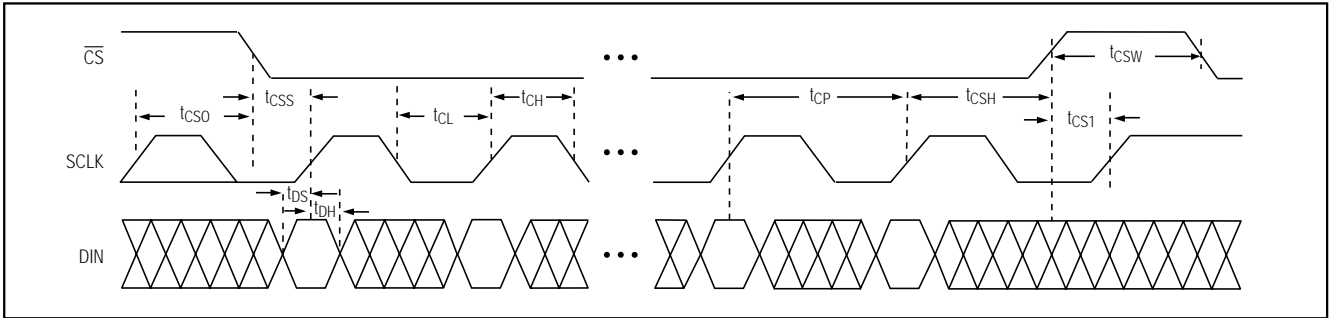 CS
tCSW
tCSS
tCH
tCP
tCSH
tCSO
tCL
tCS1
SCLK
tDS
tDH
DIN